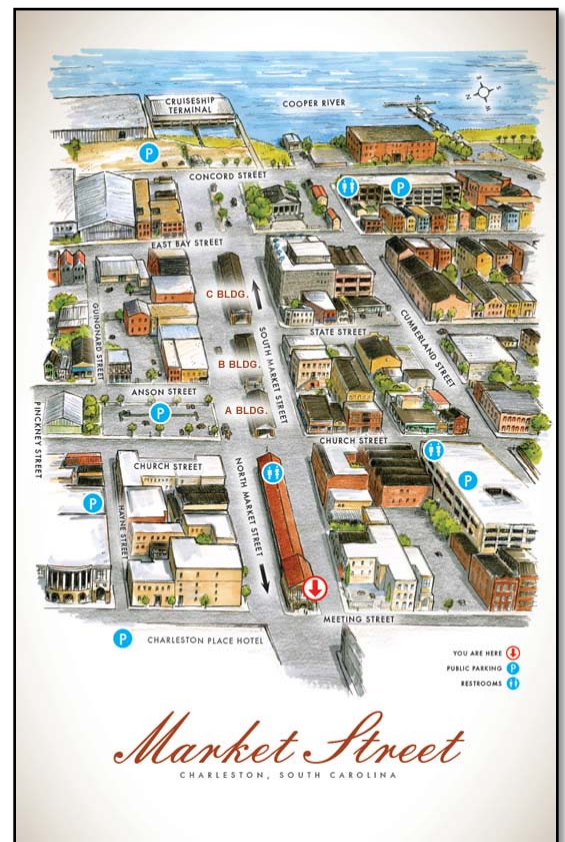 CRUISESHIP
TERMINAL
COOPER RIVER
N
E
S
W
P
CONCORD STREET
P
EAST BAY STREET
C BLDG.
GUINGNARD STREET
SOUTH MARKET STREET
STATE STREET
CUMBERLAND STREET
B BLDG.
ANSON STREET
P
A BLDG.
PINCKNEY STREET
CHURCH STREET
CHURCH STREET
P
P
HAYNE STREET
NORTH MARKET STREET
MEETING STREET
P CHARLESTON PLACE HOTEL
YOU ARE HERE
PUBLIC PARKING P
RESTROOMS
Market Street
CHARLESTON, SOUTH CAROLINA